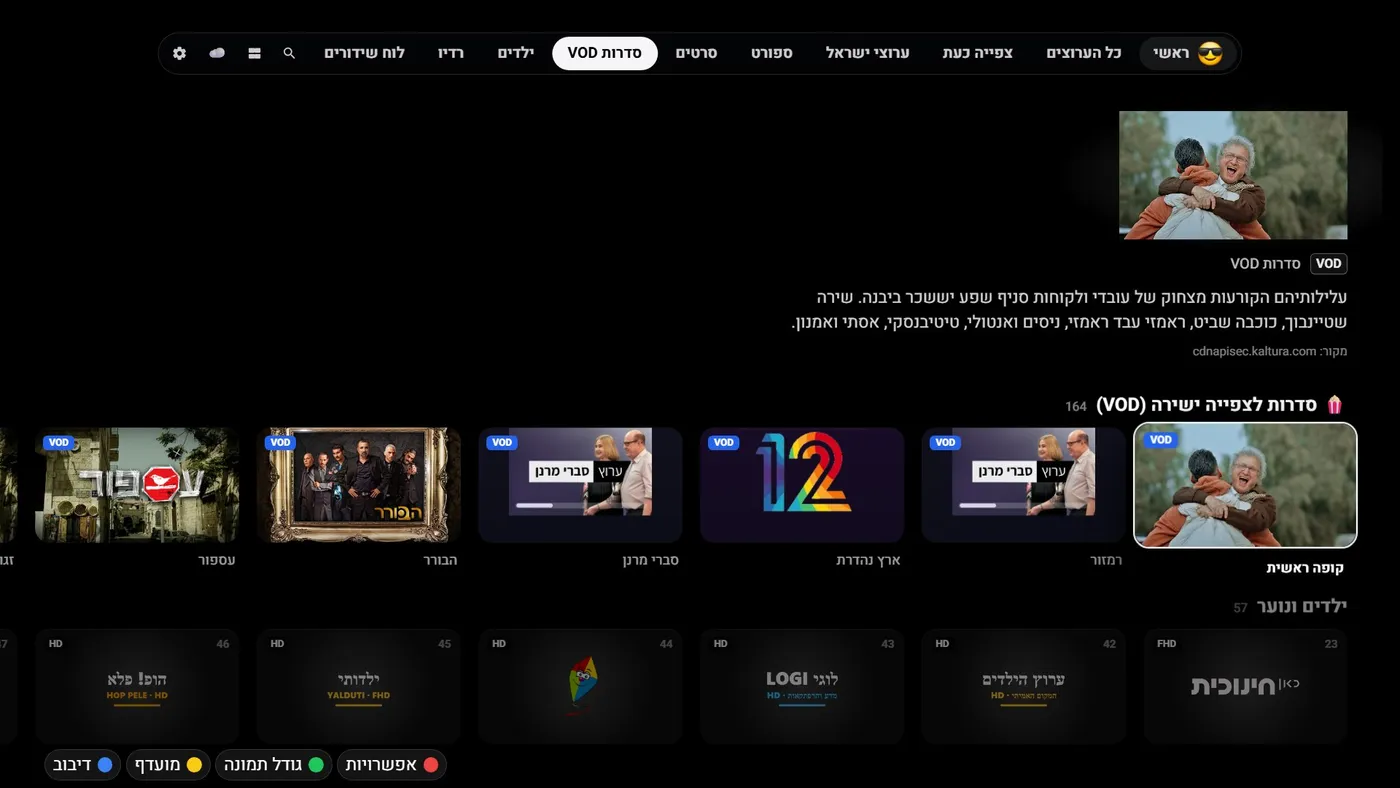 ראשי
כל הערוצים
צפייה כעת
ערוצי ישראל
ספורט
סרטים
סדרות VOD
ילדים
רדיו
לוח שידורים
VOD סדרות VOD
עלילותיהם הקורעות מצחוק של עובדי ולקוחות סניף שפע יששכר ביבנה. שירה
שטיינבוך, כוכבה שביט, ראמזי עבד ראמזי, ניסים ואנטולי, טיטיבנסקי, אסתי ואמנון.
מקור: cdnapisec.kaltura.com
סדרות לצפייה ישירה (VOD) 164
VOD
קופה ראשית
VOD
ערוץ סברי מרנן
רמזור
VOD
12
ארץ נהדרת
VOD
ערוץ סברי מרנן
סברי מרנן
VOD
הבורר
הבורר
VOD
עספור
עספור
ילדים ונוער 57
23
FHD
כאן חינוכית
42
HD
ערוץ הילדים
המקום האמיתי - HD
43
HD
לוגי LOGI
44
HD
45
HD
ילדותי
YALDUTI - FHD
46
HD
הופ! פלא
HOP PELE - HD
אפשרויות
גודל תמונה
מועדף
דיבוב